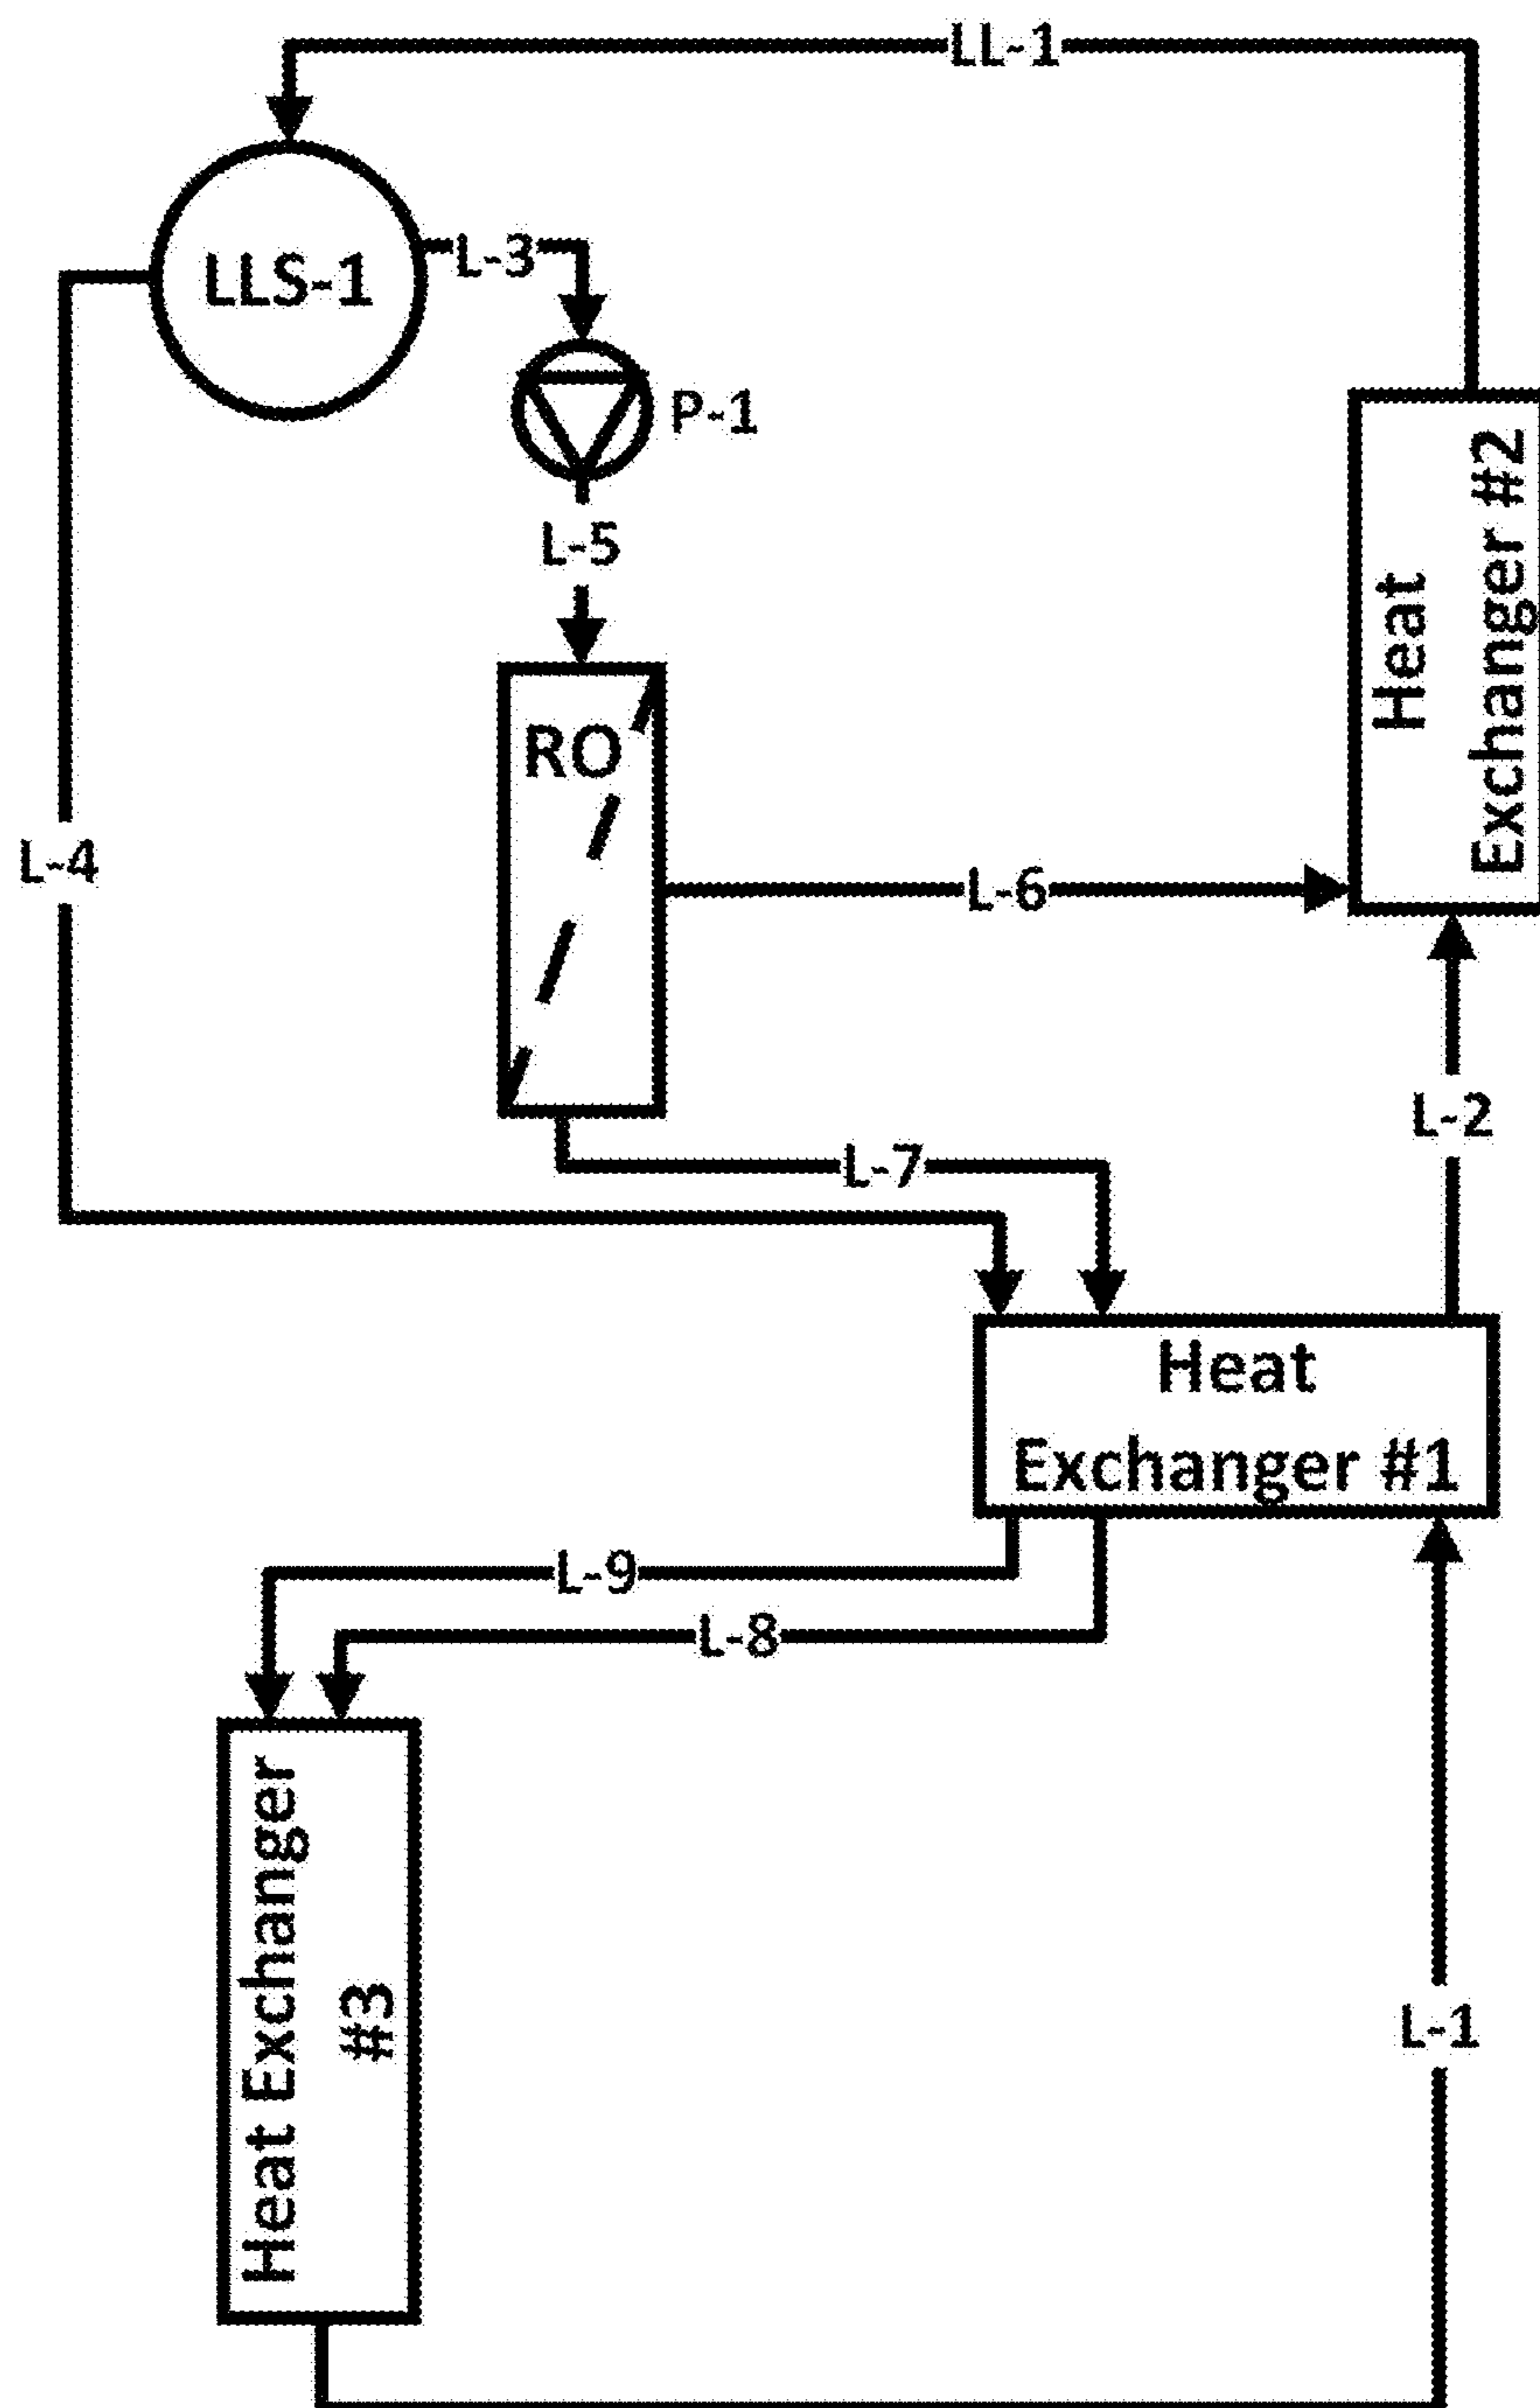 LL-1
LLS-1
L-3
P-1
L-5
Heat
Exchanger #2
RO
L-4
L-6
L-2
L-7
Heat
Exchanger #1
L-9
L-8
Heat Exchanger
#3
L-1